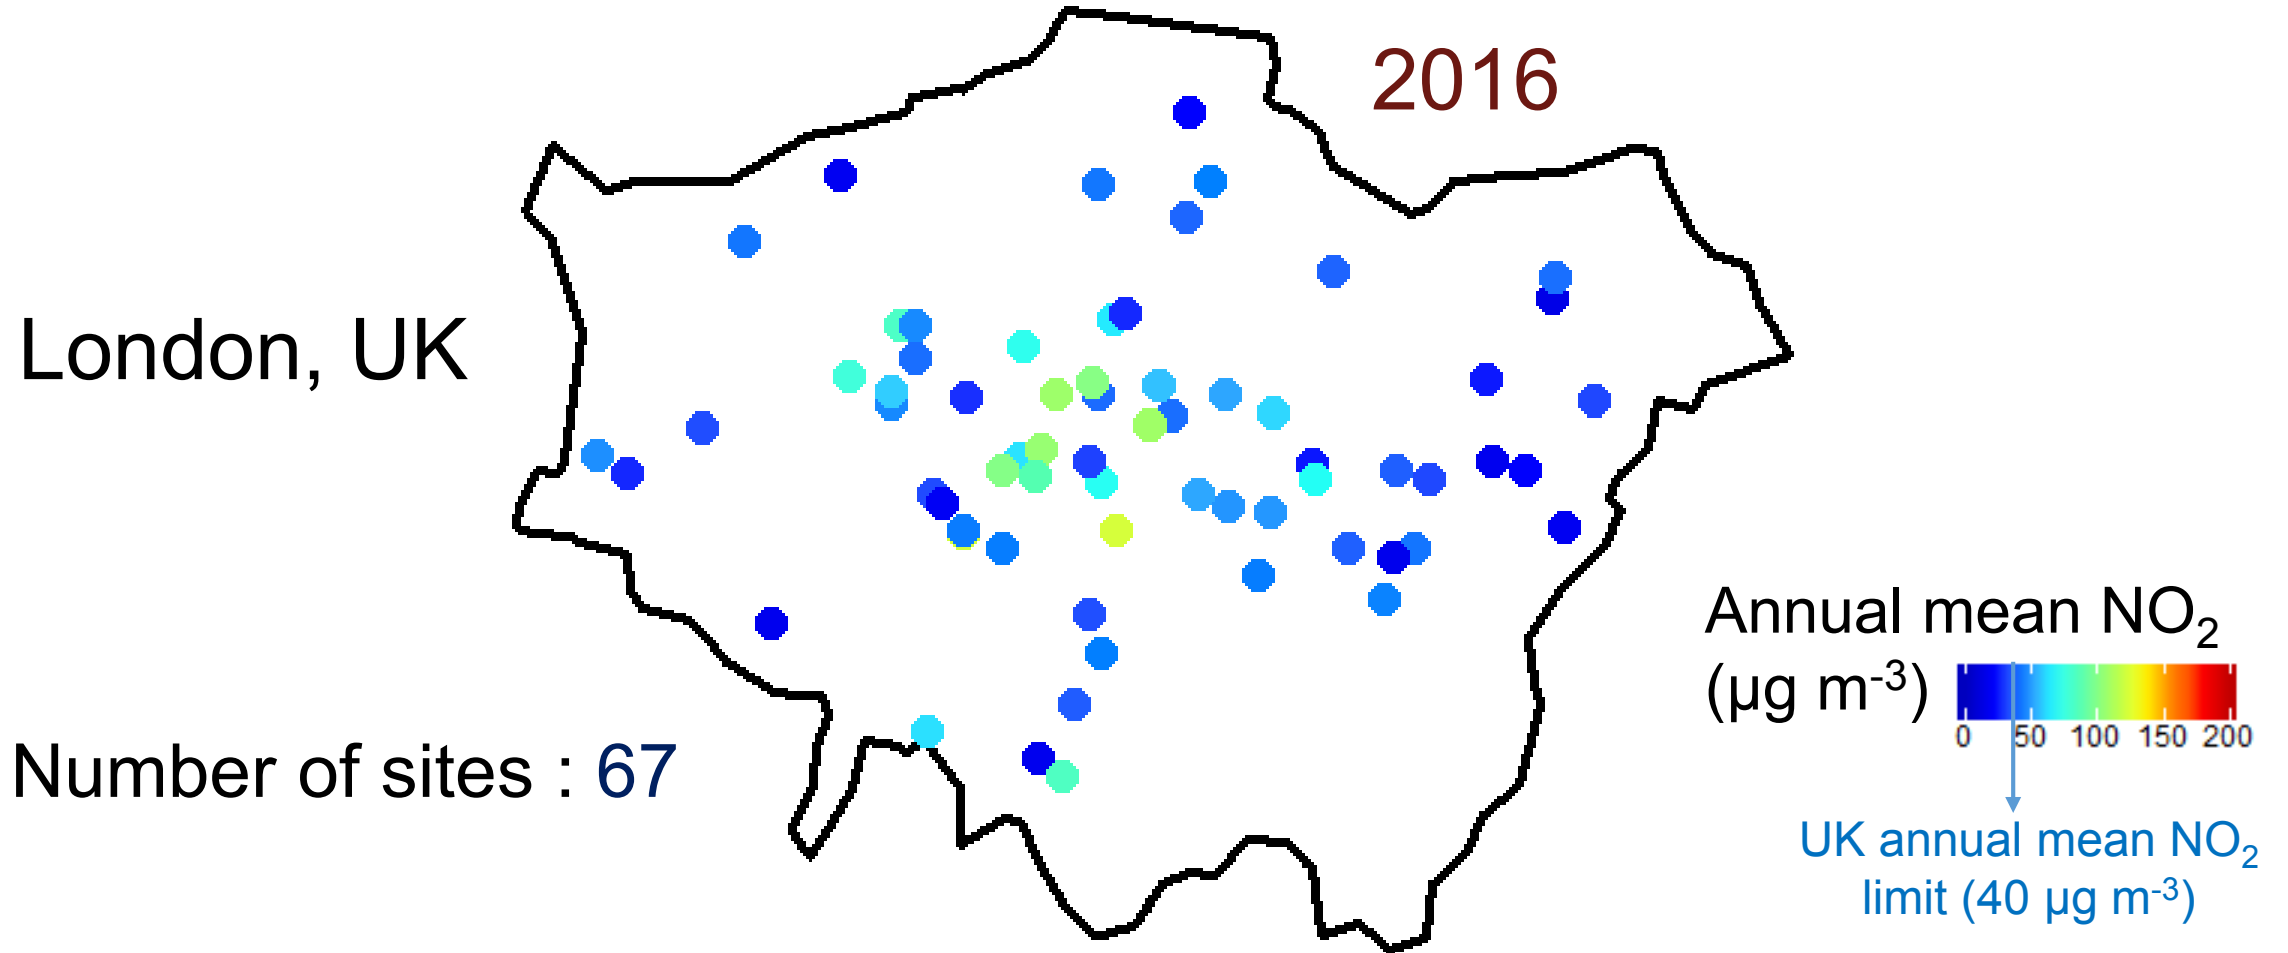 2016
London, UK
Annual mean NO₂
(μg m⁻³)
0 50 100 150 200
Number of sites : 67
UK annual mean NO₂
limit (40 μg m⁻³)